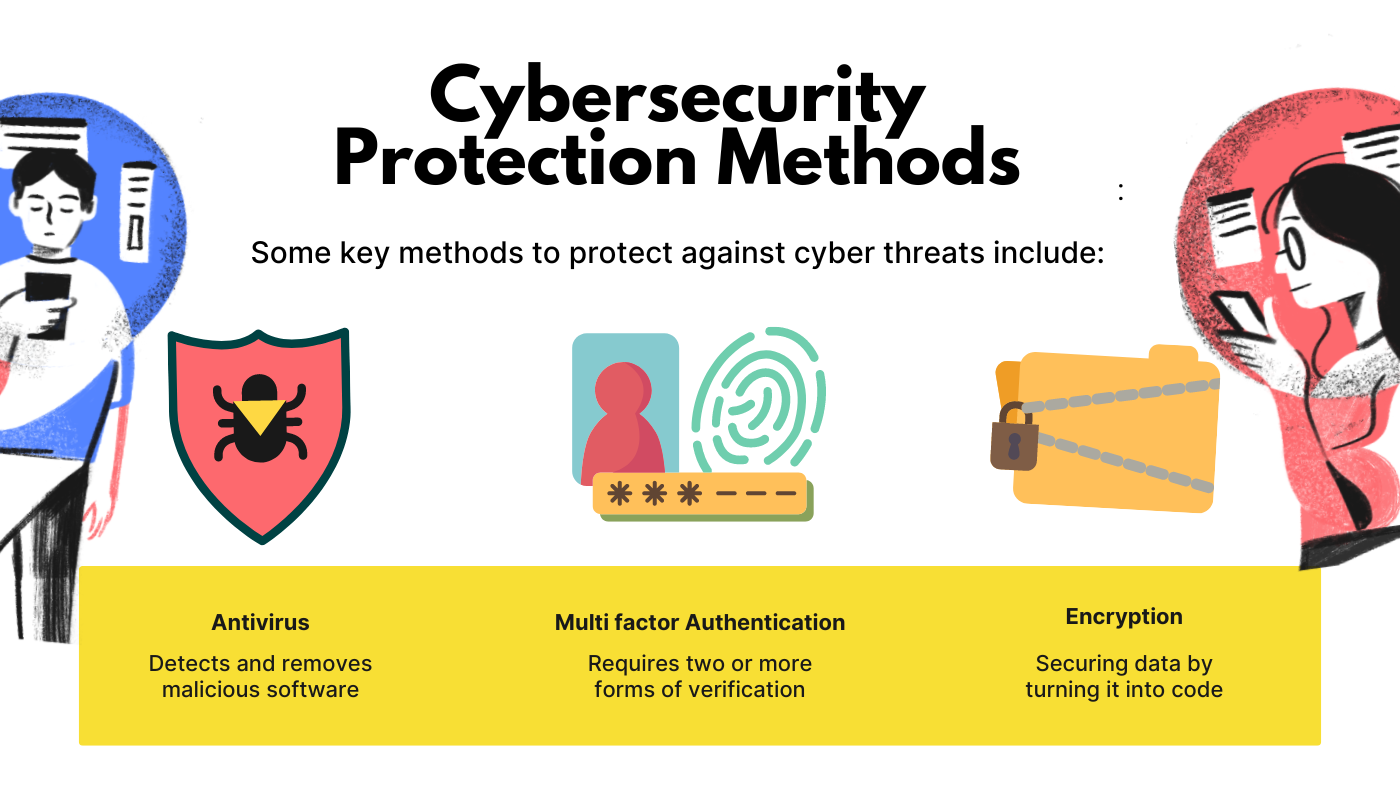 Cybersecurity
Protection Methods
:
Some key methods to protect against cyber threats include:
Antivirus
Detects and removes
malicious software
Multi factor Authentication
Requires two or more
forms of verification
Encryption
Securing data by
turning it into code